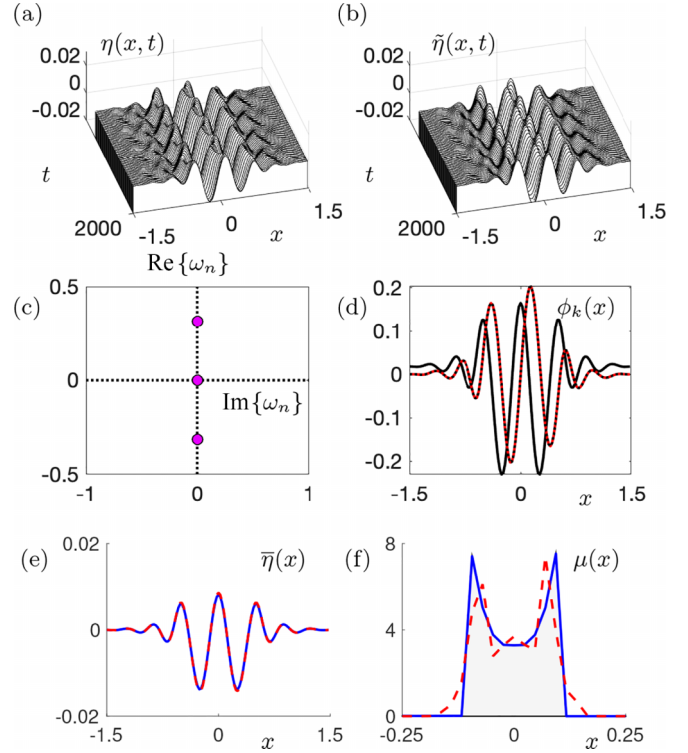 (a) η(x, t) (b) η̃(x, t)
0.02 0.02
0 0
-0.02 -0.02
t t
2000 -1.5 0 x 1.5 2000 -1.5 0 x 1.5
Re{ωₙ}
(c) 0.5 (d) 0.2 ϕₖ(x)
0.1
0 Im{ωₙ} 0
-0.1
-0.5 -0.2
-1 0 1 -1.5 0 x 1.5
(e) 0.02 η̅(x) (f) 8 μ(x)
0 4
-0.02 0
-1.5 0 x 1.5 -0.25 0 x 0.25